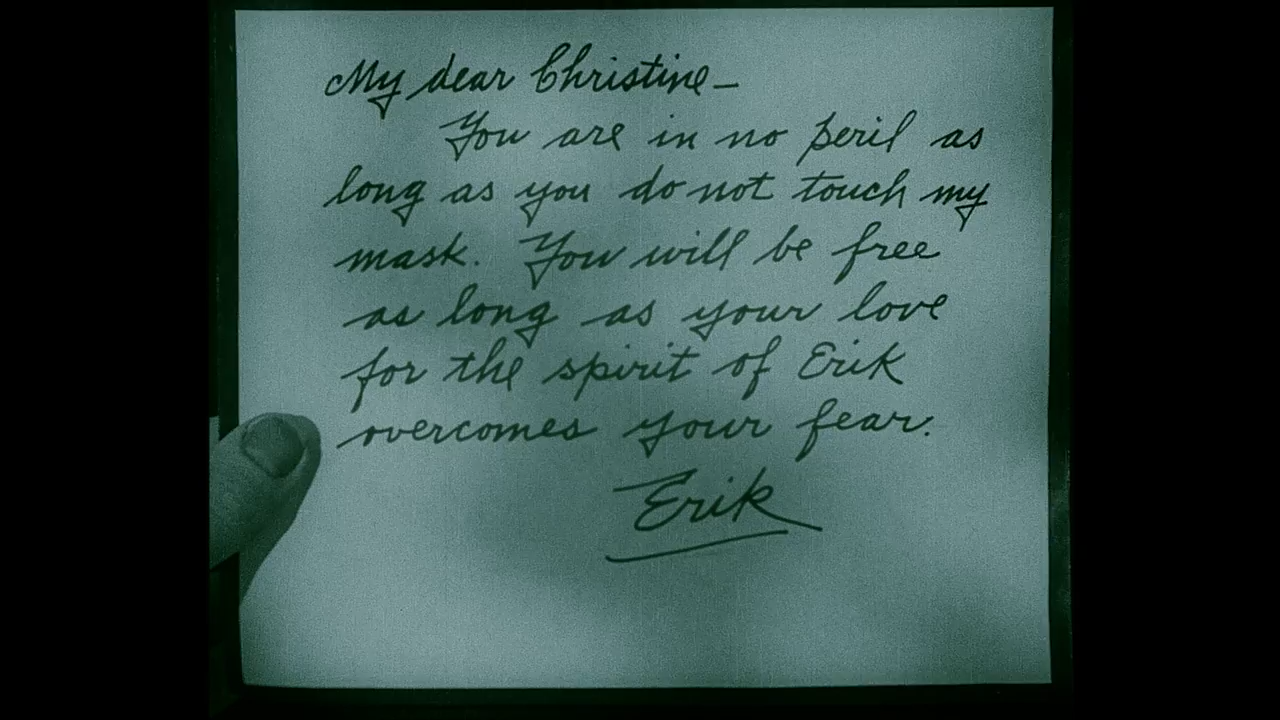 My dear Christine—
You are in no peril as
long as you do not touch my
mask. You will be free
as long as your love
for the spirit of Erik
overcomes your fear.
Erik